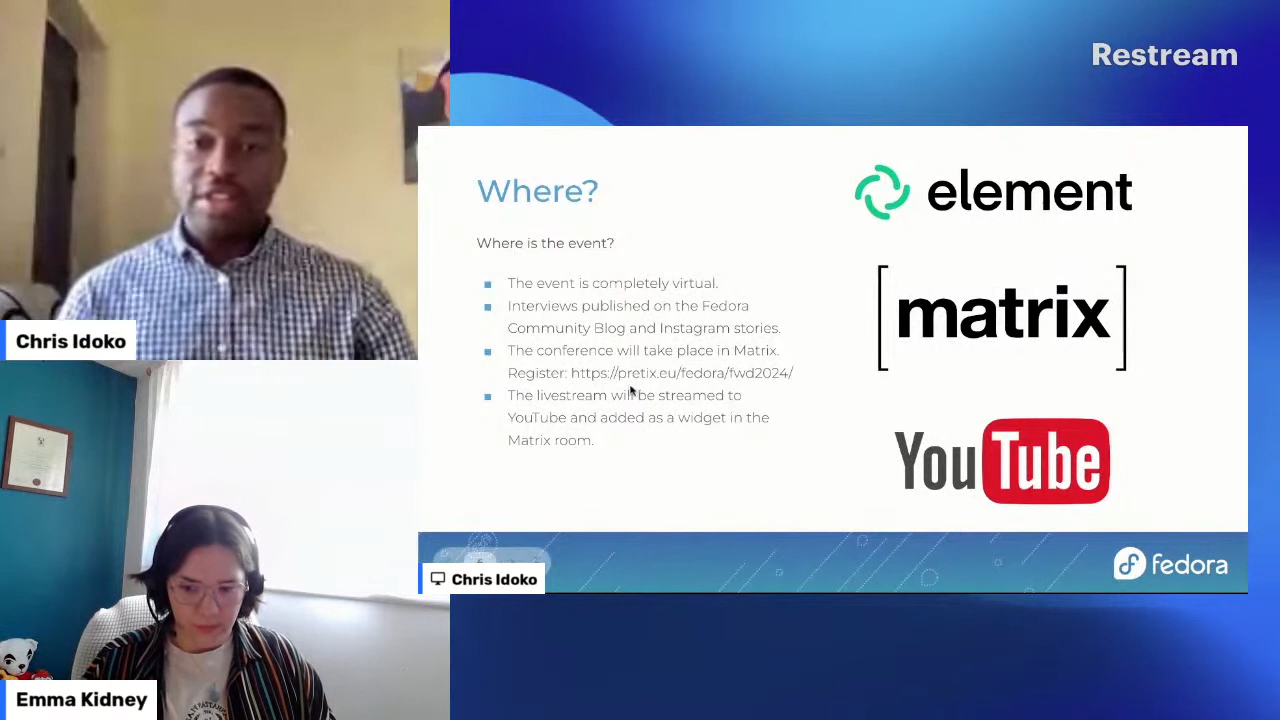 Restream
Where?
Where is the event?
The event is completely virtual.
Interviews published on the Fedora
Community Blog and Instagram stories.
The conference will take place in Matrix.
Register: https://pretix.eu/fedora/fwd2024/
The livestream will be streamed to
YouTube and added as a widget in the
Matrix room.
element
[matrix]
YouTube
fedora
Chris Idoko
Chris Idoko
Emma Kidney